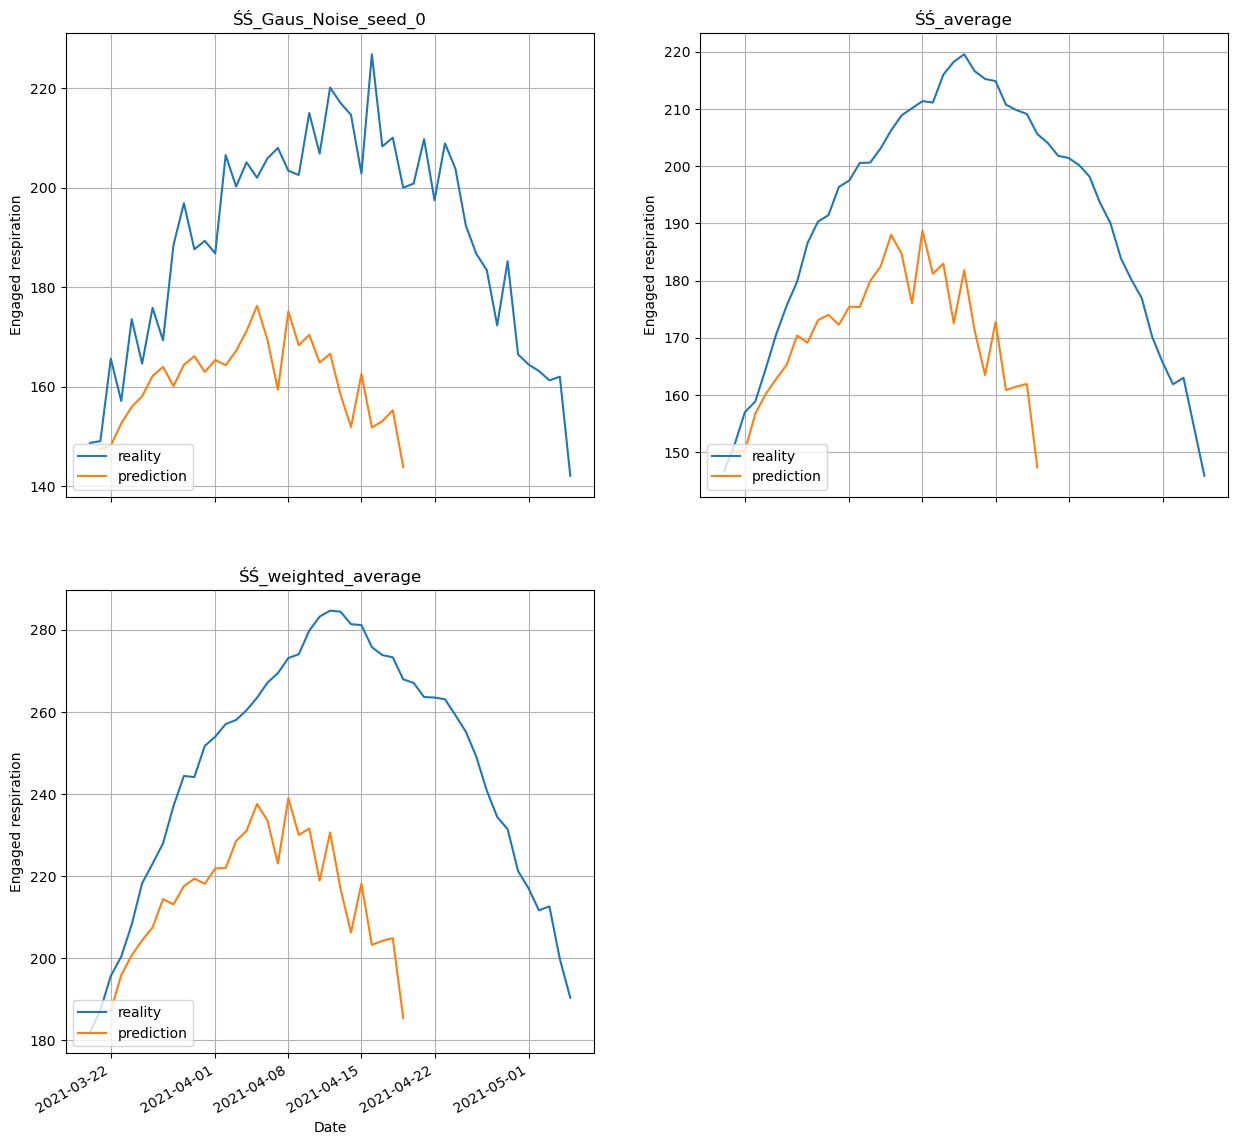 ŚŚ_Gaus_Noise_seed_0
220
200
180
160
140
Engaged respiration
reality
prediction
ŚŚ_average
220
210
200
190
180
170
160
150
Engaged respiration
reality
prediction
ŚŚ_weighted_average
280
260
240
220
200
180
Engaged respiration
reality
prediction
2021-03-22
2021-04-01
2021-04-08
2021-04-15
2021-04-22
2021-05-01
Date